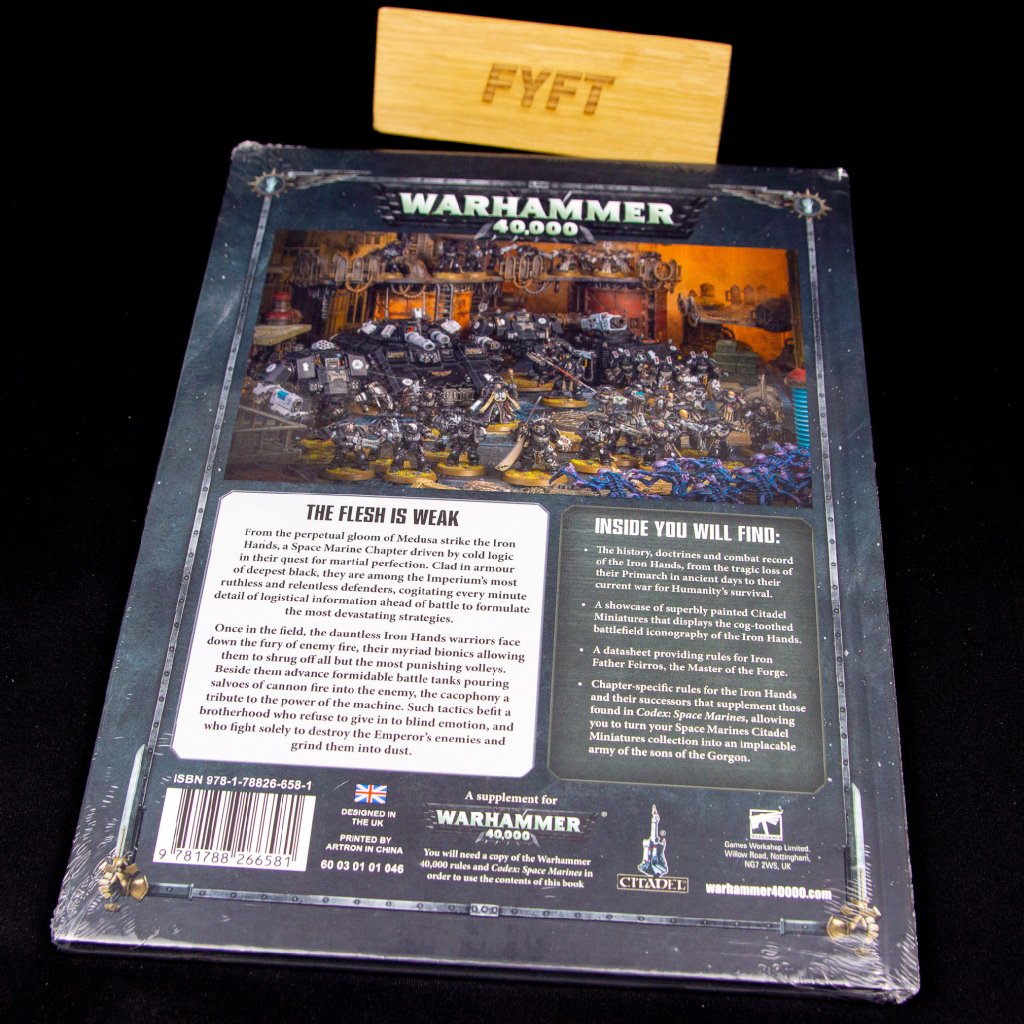 FYFT
WARHAMMER
40,000
THE FLESH IS WEAK
From the perpetual gloom of Medusa strike the Iron
Hands, a Space Marine Chapter driven by cold logic
in their quest for martial perfection. Clad in armour
of deepest black, they are among the Imperium's most
ruthless and relentless defenders, cogitating every minute
detail of logistical information ahead of battle to formulate
the most devastating strategies.
Once in the field, the dauntless Iron Hands warriors face
down the fury of enemy fire, their myriad bionics allowing
them to shrug off all but the most punishing volleys.
Beside them advance formidable battle tanks pouring
salvoes of cannon fire into the enemy, the cacophony a
tribute to the power of the machine. Such tactics befit a
brotherhood who refuse to give in to blind emotion, and
who fight solely to destroy the Emperor's enemies and
grind them into dust.
INSIDE YOU WILL FIND:
• The history, doctrines and combat record
of the Iron Hands, from the tragic loss of
their Primarch in ancient days to their
current war for Humanity's survival.
• A showcase of superbly painted Citadel
Miniatures that displays the cog-toothed
battlefield iconography of the Iron Hands.
• A datasheet providing rules for Iron
Father Feirros, the Master of the Forge.
• Chapter-specific rules for the Iron Hands
and their successors that supplement those
found in Codex: Space Marines, allowing
you to turn your Space Marines Citadel
Miniatures collection into an implacable
army of the sons of the Gorgon.
ISBN 978-1-78826-658-1
9 781788 266581
DESIGNED IN
THE UK
PRINTED BY
ARTRON IN CHINA
60 03 01 01 046
A supplement for
WARHAMMER®
40,000
You will need a copy of the Warhammer
40,000 rules and Codex: Space Marines in
order to use the contents of this book
CITADEL®
Games Workshop Limited.
Willow Road, Nottingham,
NG7 2WS, UK
warhammer40000.com